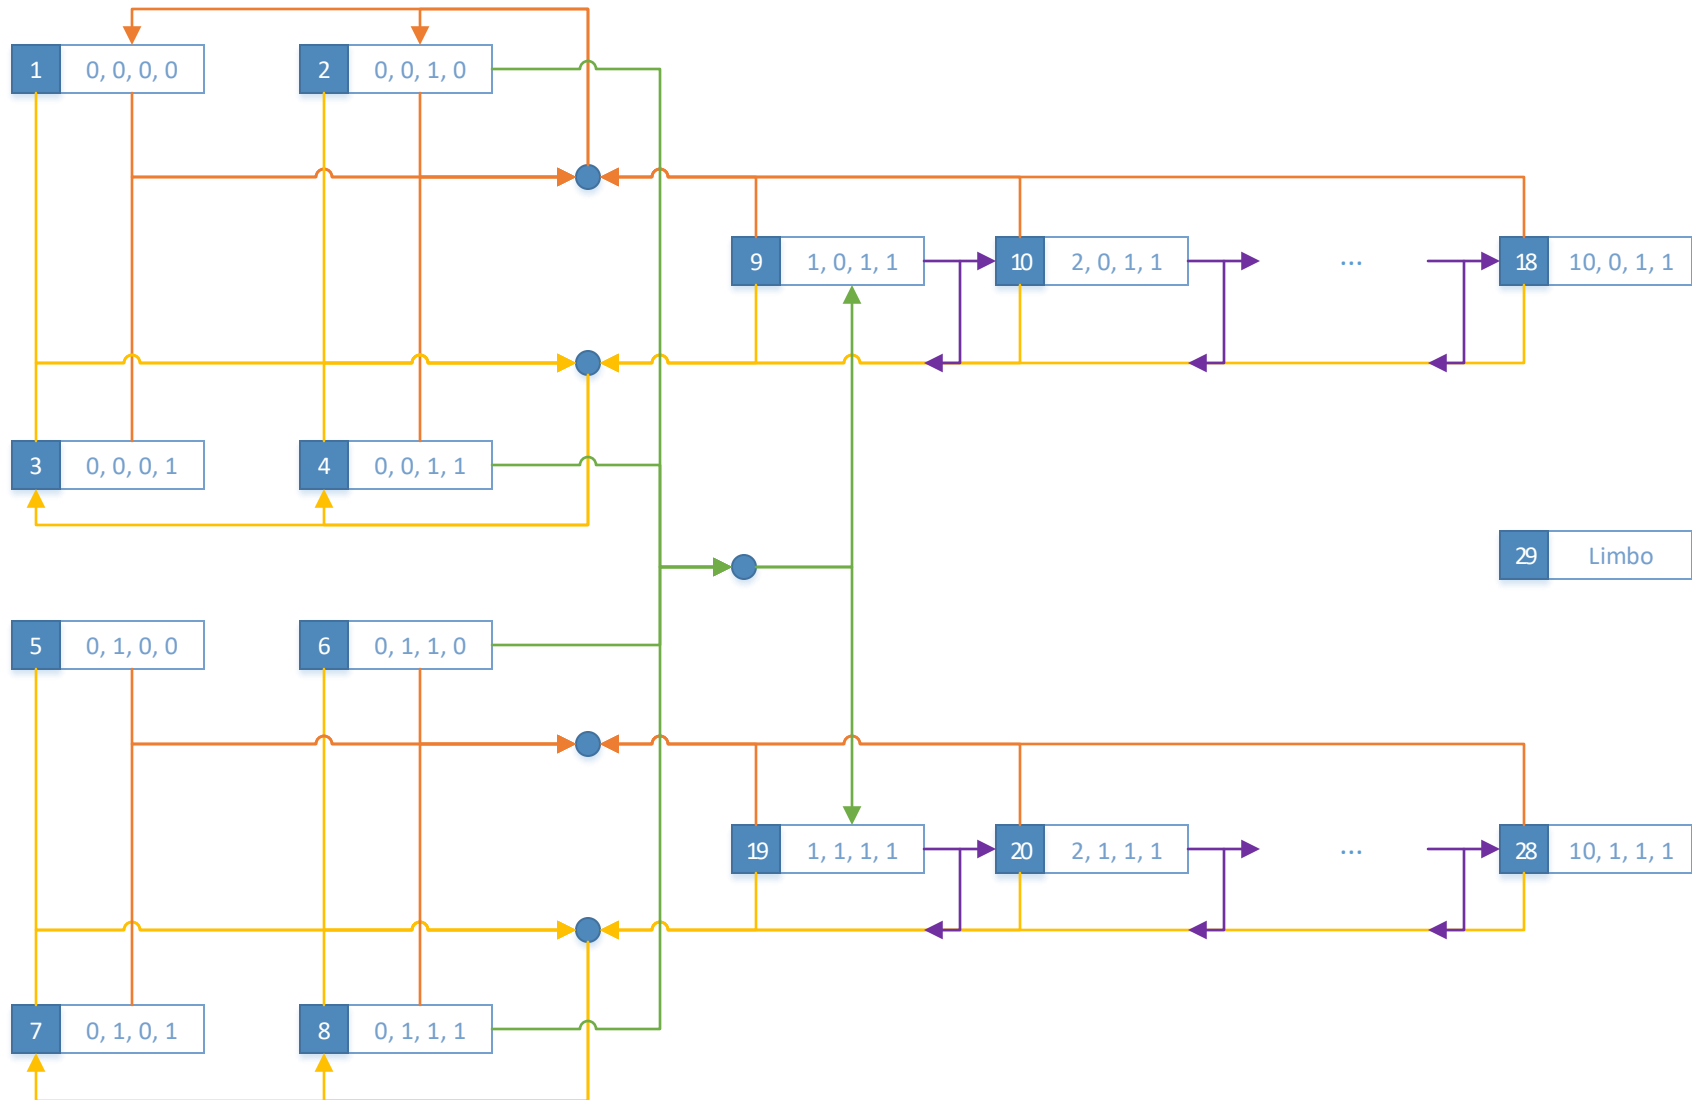 1 0, 0, 0, 0
2 0, 0, 1, 0
9 1, 0, 1, 1
10 2, 0, 1, 1
...
18 10, 0, 1, 1
3 0, 0, 0, 1
4 0, 0, 1, 1
29 Limbo
5 0, 1, 0, 0
6 0, 1, 1, 0
19 1, 1, 1, 1
20 2, 1, 1, 1
...
28 10, 1, 1, 1
7 0, 1, 0, 1
8 0, 1, 1, 1